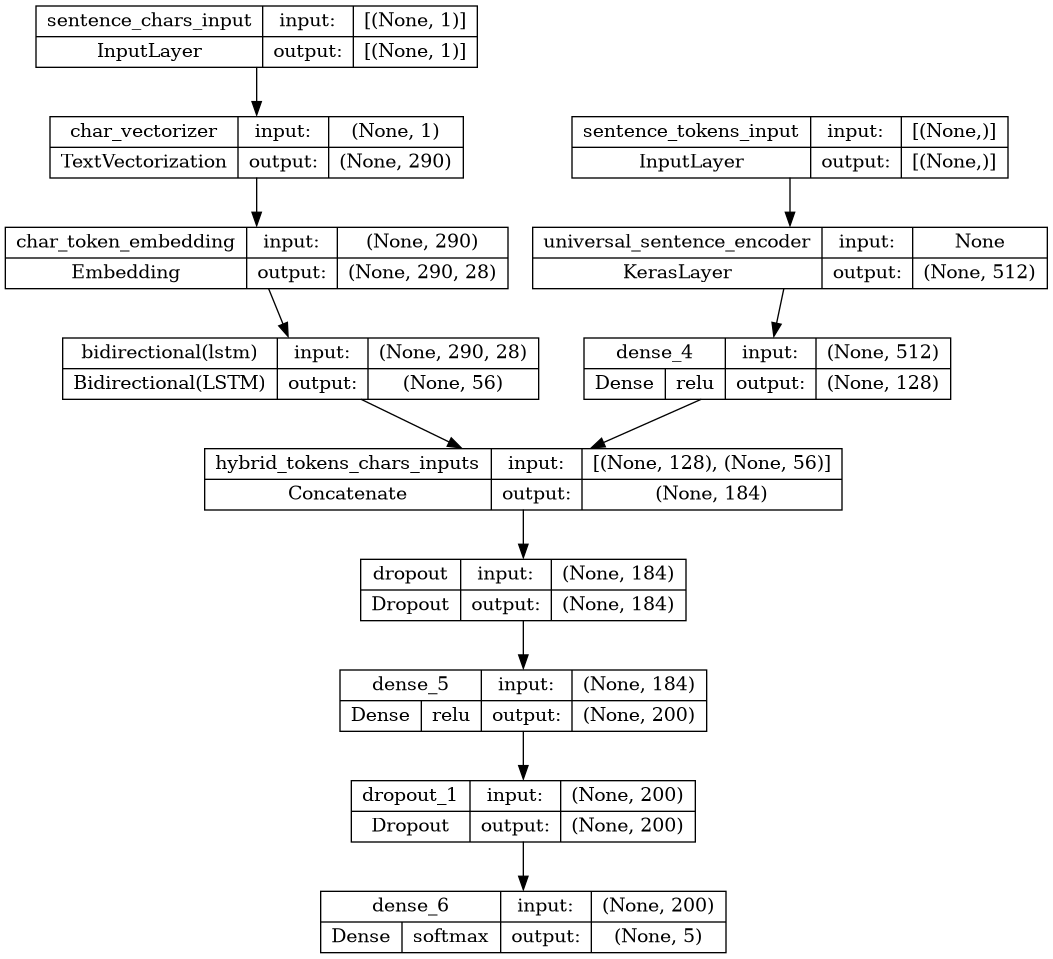 sentence_chars_input input: [(None, 1)]
InputLayer output: [(None, 1)]
char_vectorizer input: (None, 1)
TextVectorization output: (None, 290)
sentence_tokens_input input: [(None,)]
InputLayer output: [(None,)]
char_token_embedding input: (None, 290)
Embedding output: (None, 290, 28)
universal_sentence_encoder input: None
KerasLayer output: (None, 512)
bidirectional(lstm) input: (None, 290, 28)
Bidirectional(LSTM) output: (None, 56)
dense_4 input: (None, 512)
Dense relu output: (None, 128)
hybrid_tokens_chars_inputs input: [(None, 128), (None, 56)]
Concatenate output: (None, 184)
dropout input: (None, 184)
Dropout output: (None, 184)
dense_5 input: (None, 184)
Dense relu output: (None, 200)
dropout_1 input: (None, 200)
Dropout output: (None, 200)
dense_6 input: (None, 200)
Dense softmax output: (None, 5)